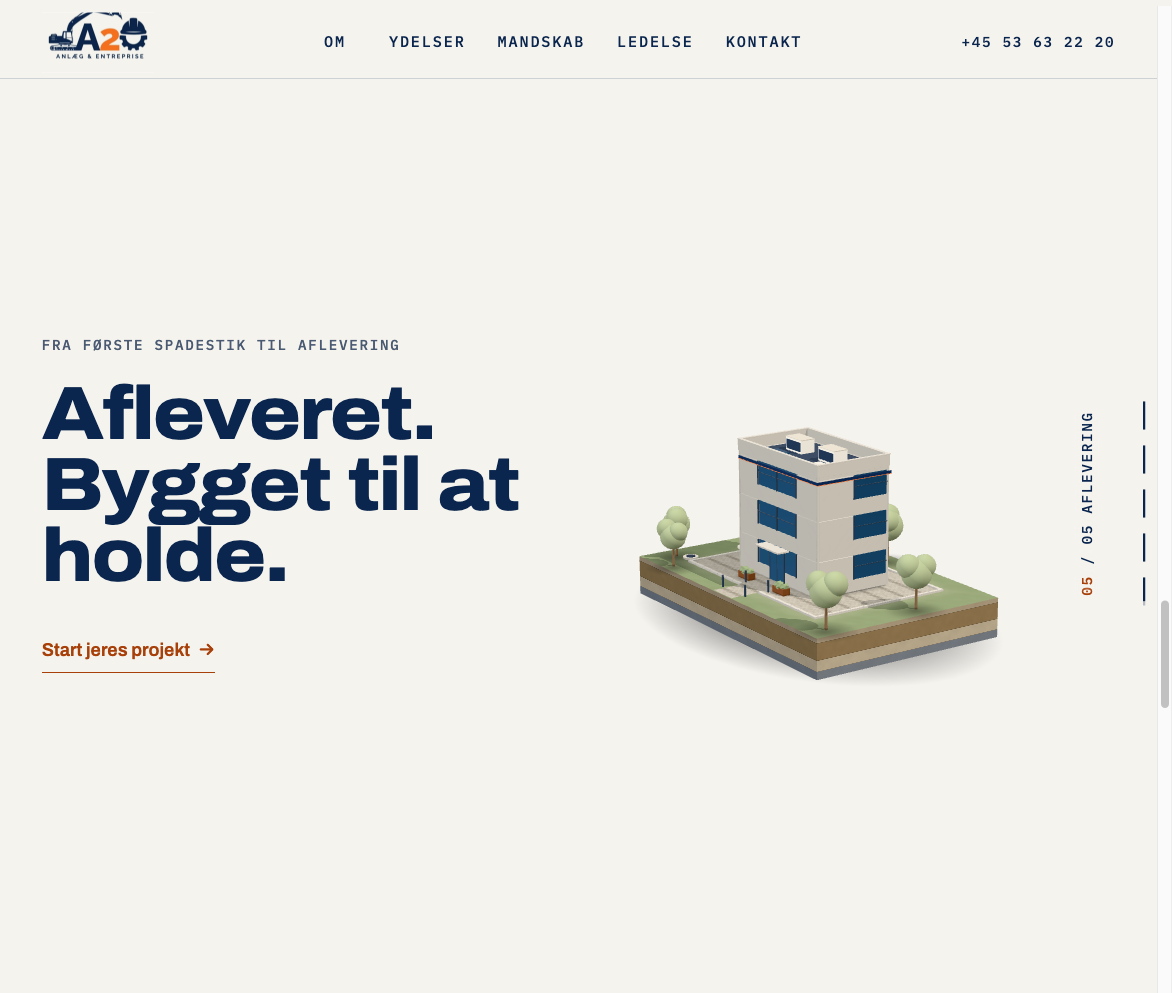 A2
ANLÆG & ENTREPRISE
OM
YDELSER
MANDSKAB
LEDELSE
KONTAKT
+45 53 63 22 20
FRA FØRSTE SPADESTIK TIL AFLEVERING
Afleveret.
Bygget til at
holde.
Start jeres projekt →
05 / 05 AFLEVERING